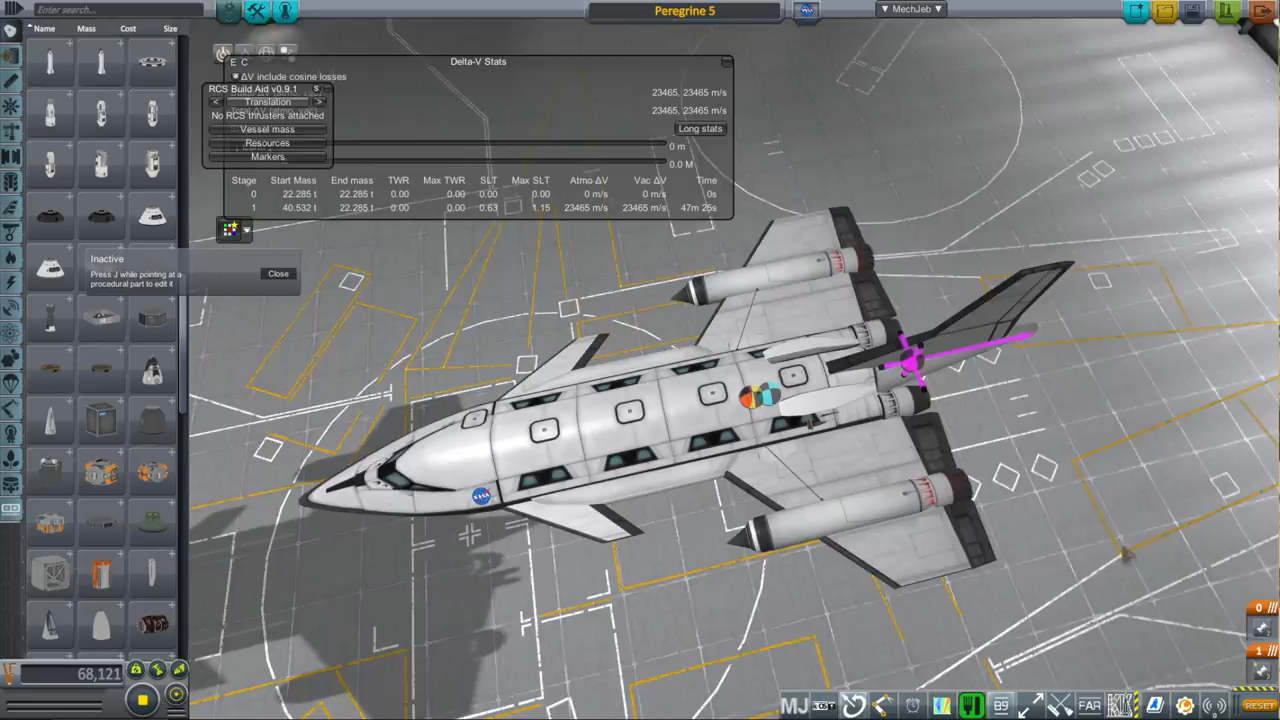 Enter search...
Peregrine 5
▼ MechJeb ▼
Name Mass Cost Size
E C
Delta-V Stats
ΔV include cosine losses
RCS Build Aid v0.9.1 S
23465, 23465 m/s
< Translation >
23465, 23465 m/s
No RCS thrusters attached
Vessel mass
Long stats
Resources
0 m
Markers
0.0 M
Stage Start Mass End mass TWR Max TWR SLT Max SLT Atmo ΔV Vac ΔV Time
0 22.285 t 22.285 t 0.00 0.00 0.00 0.00 0 m/s 0 m/s 0s
1 40.532 t 22.285 t 0.00 0.00 0.63 1.15 23465 m/s 23465 m/s 47m 25s
Inactive
Press J while pointing at a
procedural part to edit it
Close
NASA
0
1
68,121
MJ
FAR
RESET